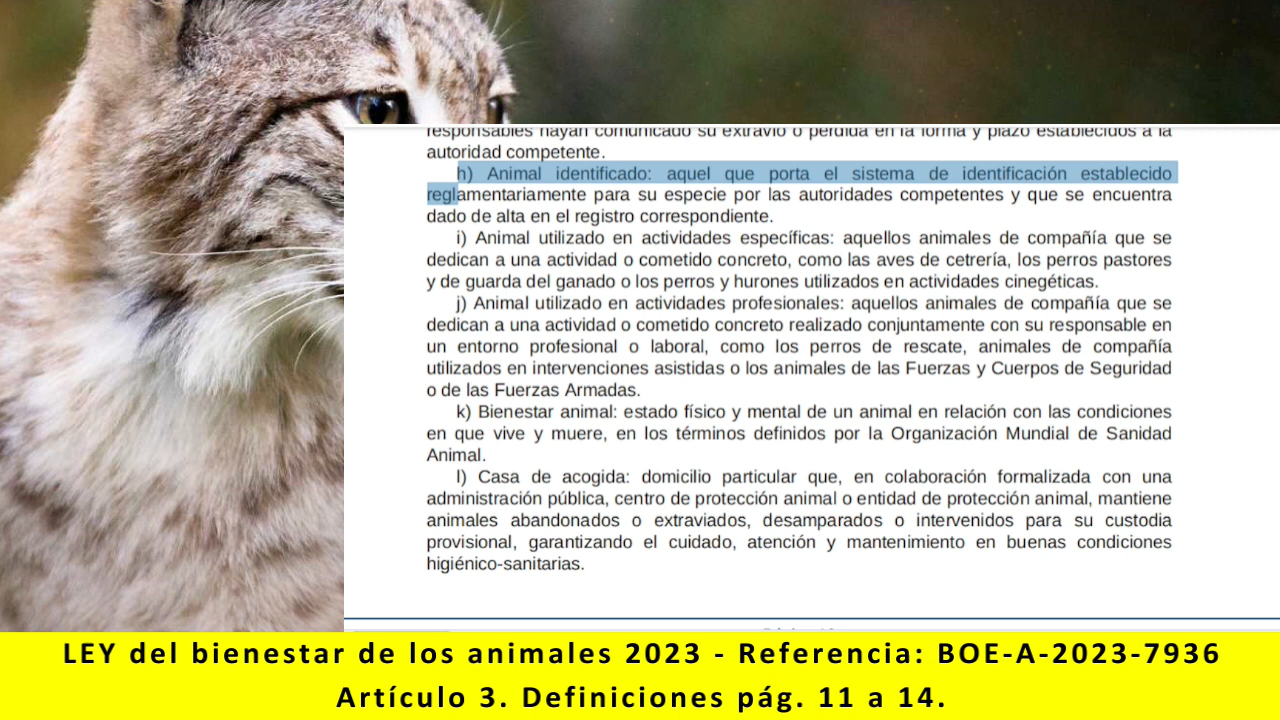 responsables hayan comunicado su extravío o pérdida en la forma y plazo establecidos a la
autoridad competente.
h) Animal identificado: aquel que porta el sistema de identificación establecido
reglamentariamente para su especie por las autoridades competentes y que se encuentra
dado de alta en el registro correspondiente.
i) Animal utilizado en actividades específicas: aquellos animales de compañía que se
dedican a una actividad o cometido concreto, como las aves de cetrería, los perros pastores
y de guarda del ganado o los perros y hurones utilizados en actividades cinegéticas.
j) Animal utilizado en actividades profesionales: aquellos animales de compañía que se
dedican a una actividad o cometido concreto realizado conjuntamente con su responsable en
un entorno profesional o laboral, como los perros de rescate, animales de compañía
utilizados en intervenciones asistidas o los animales de las Fuerzas y Cuerpos de Seguridad
o de las Fuerzas Armadas.
k) Bienestar animal: estado físico y mental de un animal en relación con las condiciones
en que vive y muere, en los términos definidos por la Organización Mundial de Sanidad
Animal.
l) Casa de acogida: domicilio particular que, en colaboración formalizada con una
administración pública, centro de protección animal o entidad de protección animal, mantiene
animales abandonados o extraviados, desamparados o intervenidos para su custodia
provisional, garantizando el cuidado, atención y mantenimiento en buenas condiciones
higiénico-sanitarias.
LEY del bienestar de los animales 2023 - Referencia: BOE-A-2023-7936
Artículo 3. Definiciones pág. 11 a 14.